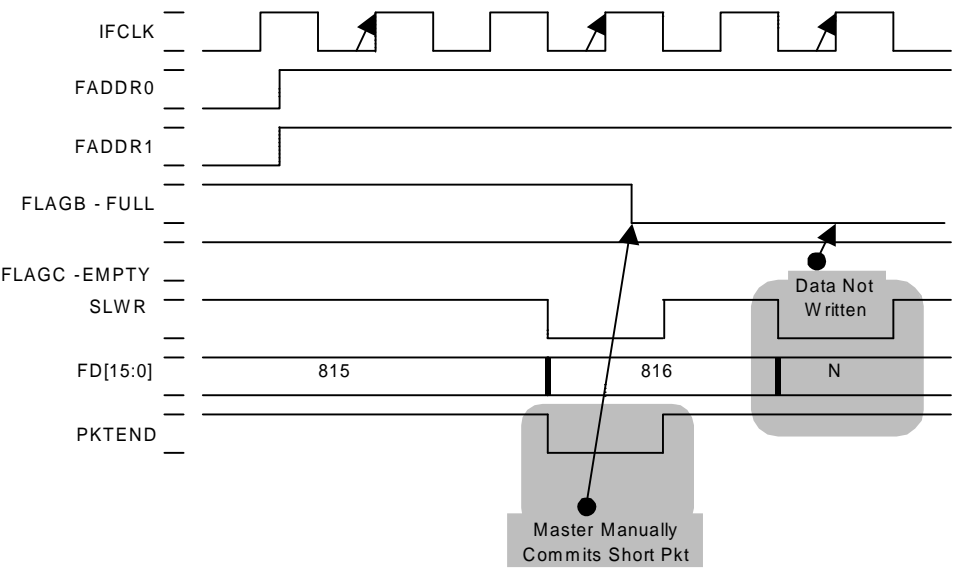 IFCLK
FADDR0
FADDR1
FLAGB - FULL
FLAGC - EMPTY
Data Not
Written
SLWR
FD[15:0]
815
816
N
PKTEND
Master Manually
Commits Short Pkt